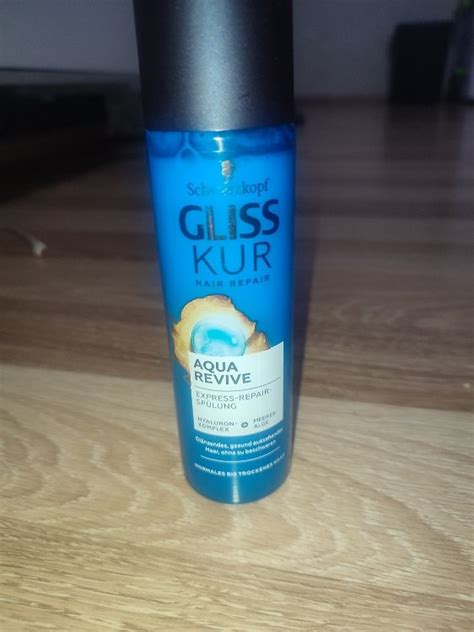 Schwarzkopf
GLISS
KUR
HAIR REPAIR
AQUA
REVIVE
EXPRESS-REPAIR-
SPÜLUNG
HYALURON-
KOMPLEX
+
MEERES
ALGE
Glänzendes, gesund aussehendes
Haar, ohne zu beschweren
NORMALES BIS TROCKENES HAAR